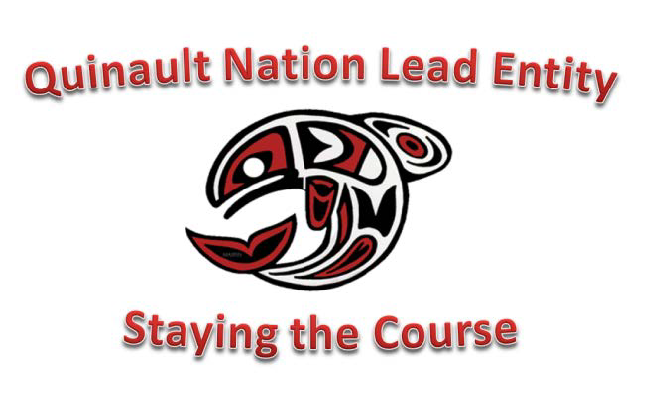 Quinault Nation Lead Entity
Staying the Course